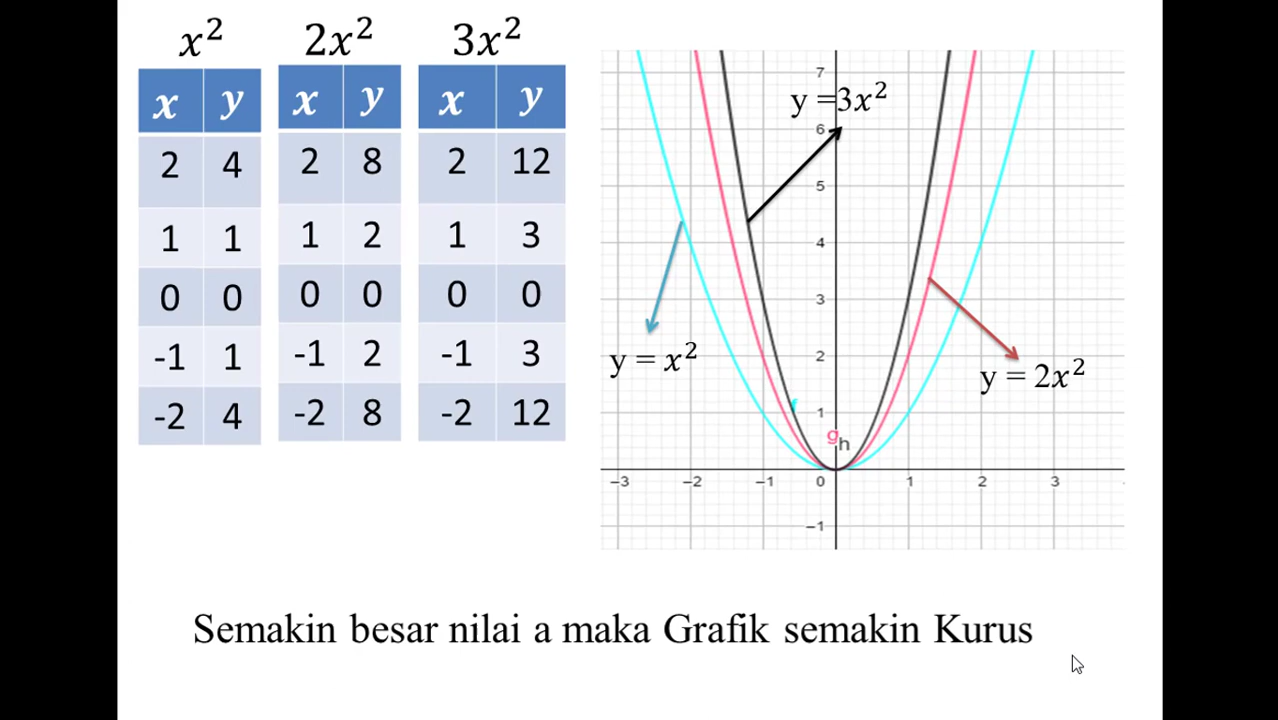 x² 2x² 3x²
x y x y x y
2 4 2 8 2 12
1 1 1 2 1 3
0 0 0 0 0 0
-1 1 -1 2 -1 3
-2 4 -2 8 -2 12
7
y =3x²
6
5
4
3
y = x²
2
y = 2x²
1
f
g
h
−3 −2 −1 0 1 2 3
−1
Semakin besar nilai a maka Grafik semakin Kurus